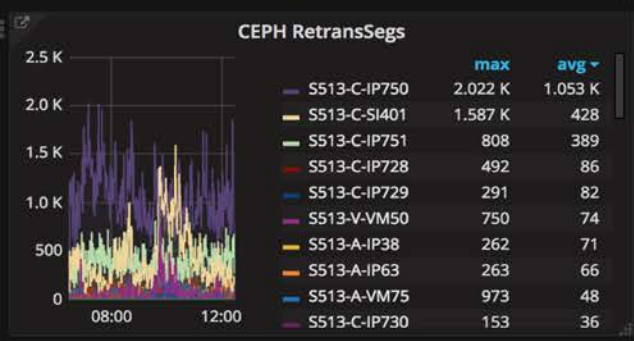 CEPH RetransSegs
2.5 K
2.0 K
1.5 K
1.0 K
500
0
08:00 12:00
max avg
S513-C-IP750 2.022 K 1.053 K
S513-C-SI401 1.587 K 428
S513-C-IP751 808 389
S513-C-IP728 492 86
S513-C-IP729 291 82
S513-V-VM50 750 74
S513-A-IP38 262 71
S513-A-IP63 263 66
S513-A-VM75 973 48
S513-C-IP730 153 36